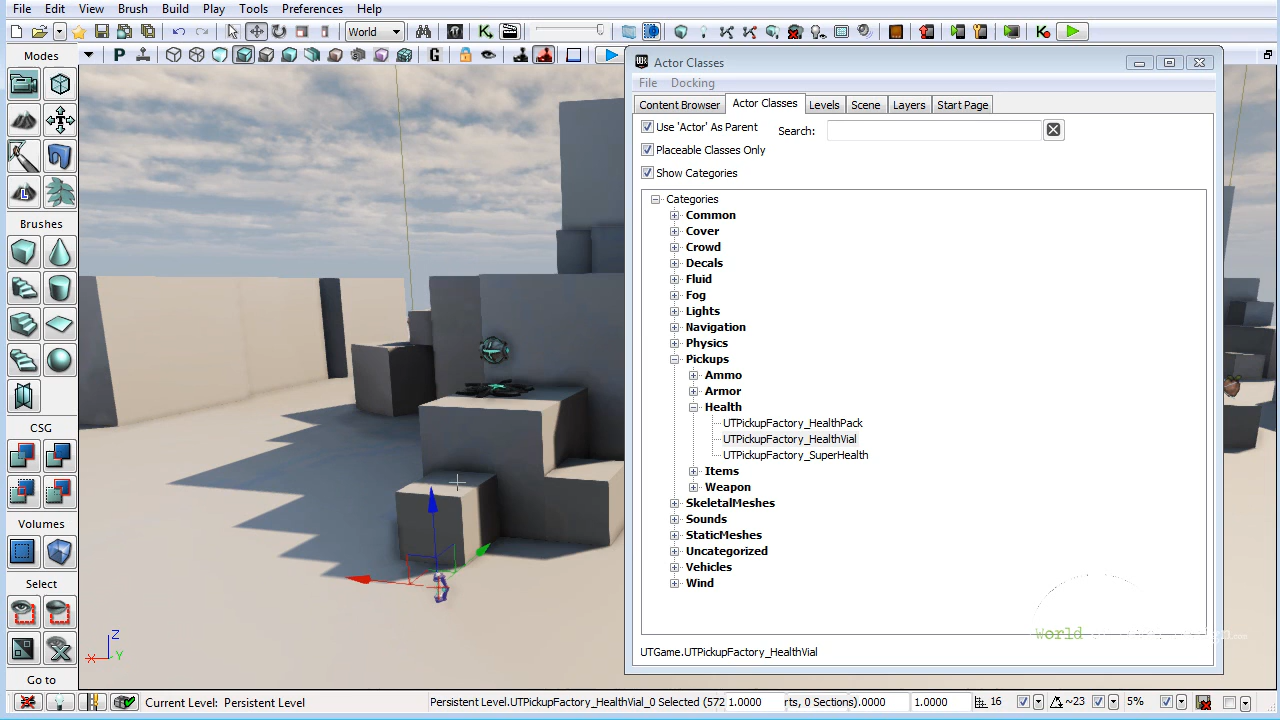 File Edit View Brush Build Play Tools Preferences Help
World
P G
Modes
Brushes
CSG
Volumes
Select
Go to
Actor Classes
File Docking
Content Browser Actor Classes Levels Scene Layers Start Page
Use 'Actor' As Parent
Search:
Placeable Classes Only
Show Categories
Categories
Common
Cover
Crowd
Decals
Fluid
Fog
Lights
Navigation
Physics
Pickups
Ammo
Armor
Health
UTPickupFactory_HealthPack
UTPickupFactory_HealthVial
UTPickupFactory_SuperHealth
Items
Weapon
SkeletalMeshes
Sounds
StaticMeshes
Uncategorized
Vehicles
Wind
World
UTGame.UTPickupFactory_HealthVial
Z
X Y
Current Level: Persistent Level Persistent Level.UTPickupFactory_HealthVial_0 Selected (572 1.0000 rts, 0 Sections).0000 1.0000 16 ~23 5%